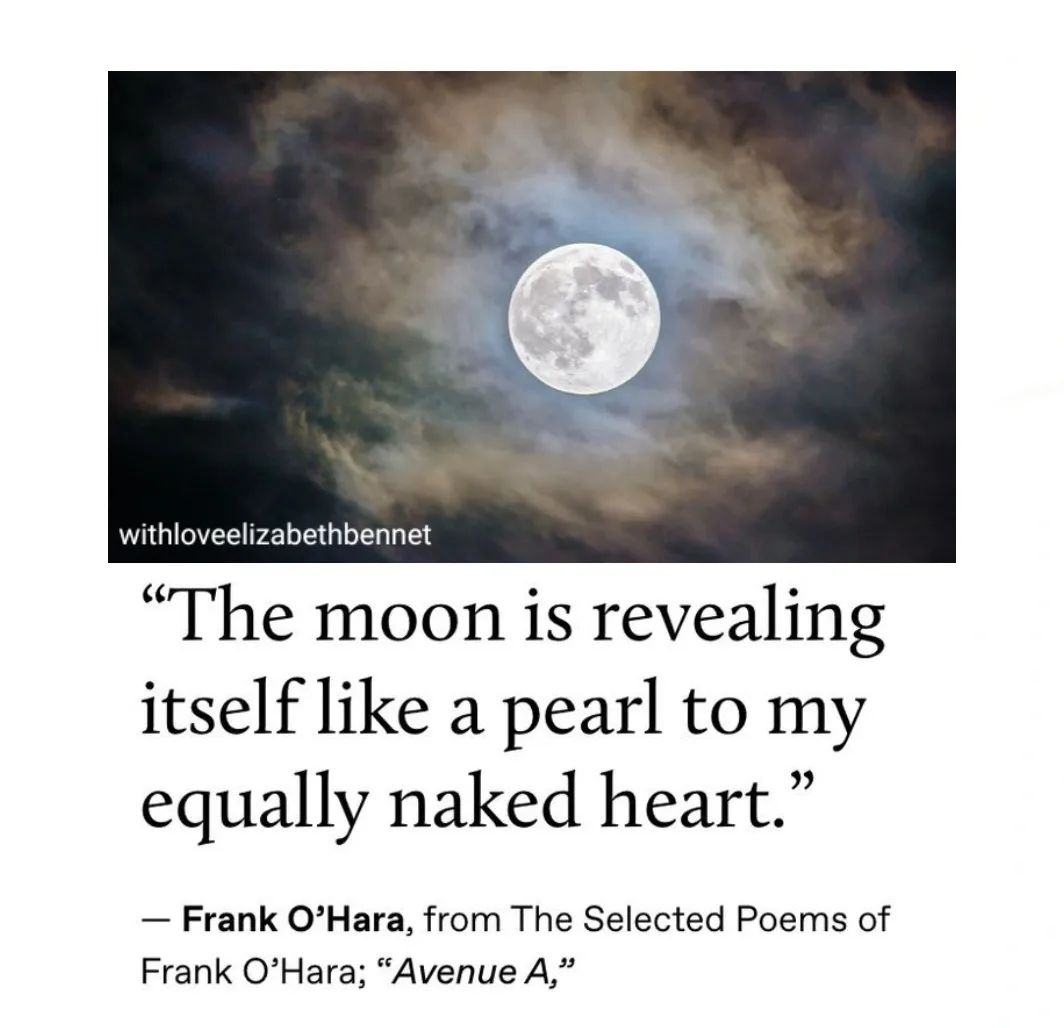 withloveelizabethbennet
“The moon is revealing
itself like a pearl to my
equally naked heart.”
— Frank O’Hara, from The Selected Poems of
Frank O’Hara; “Avenue A,”